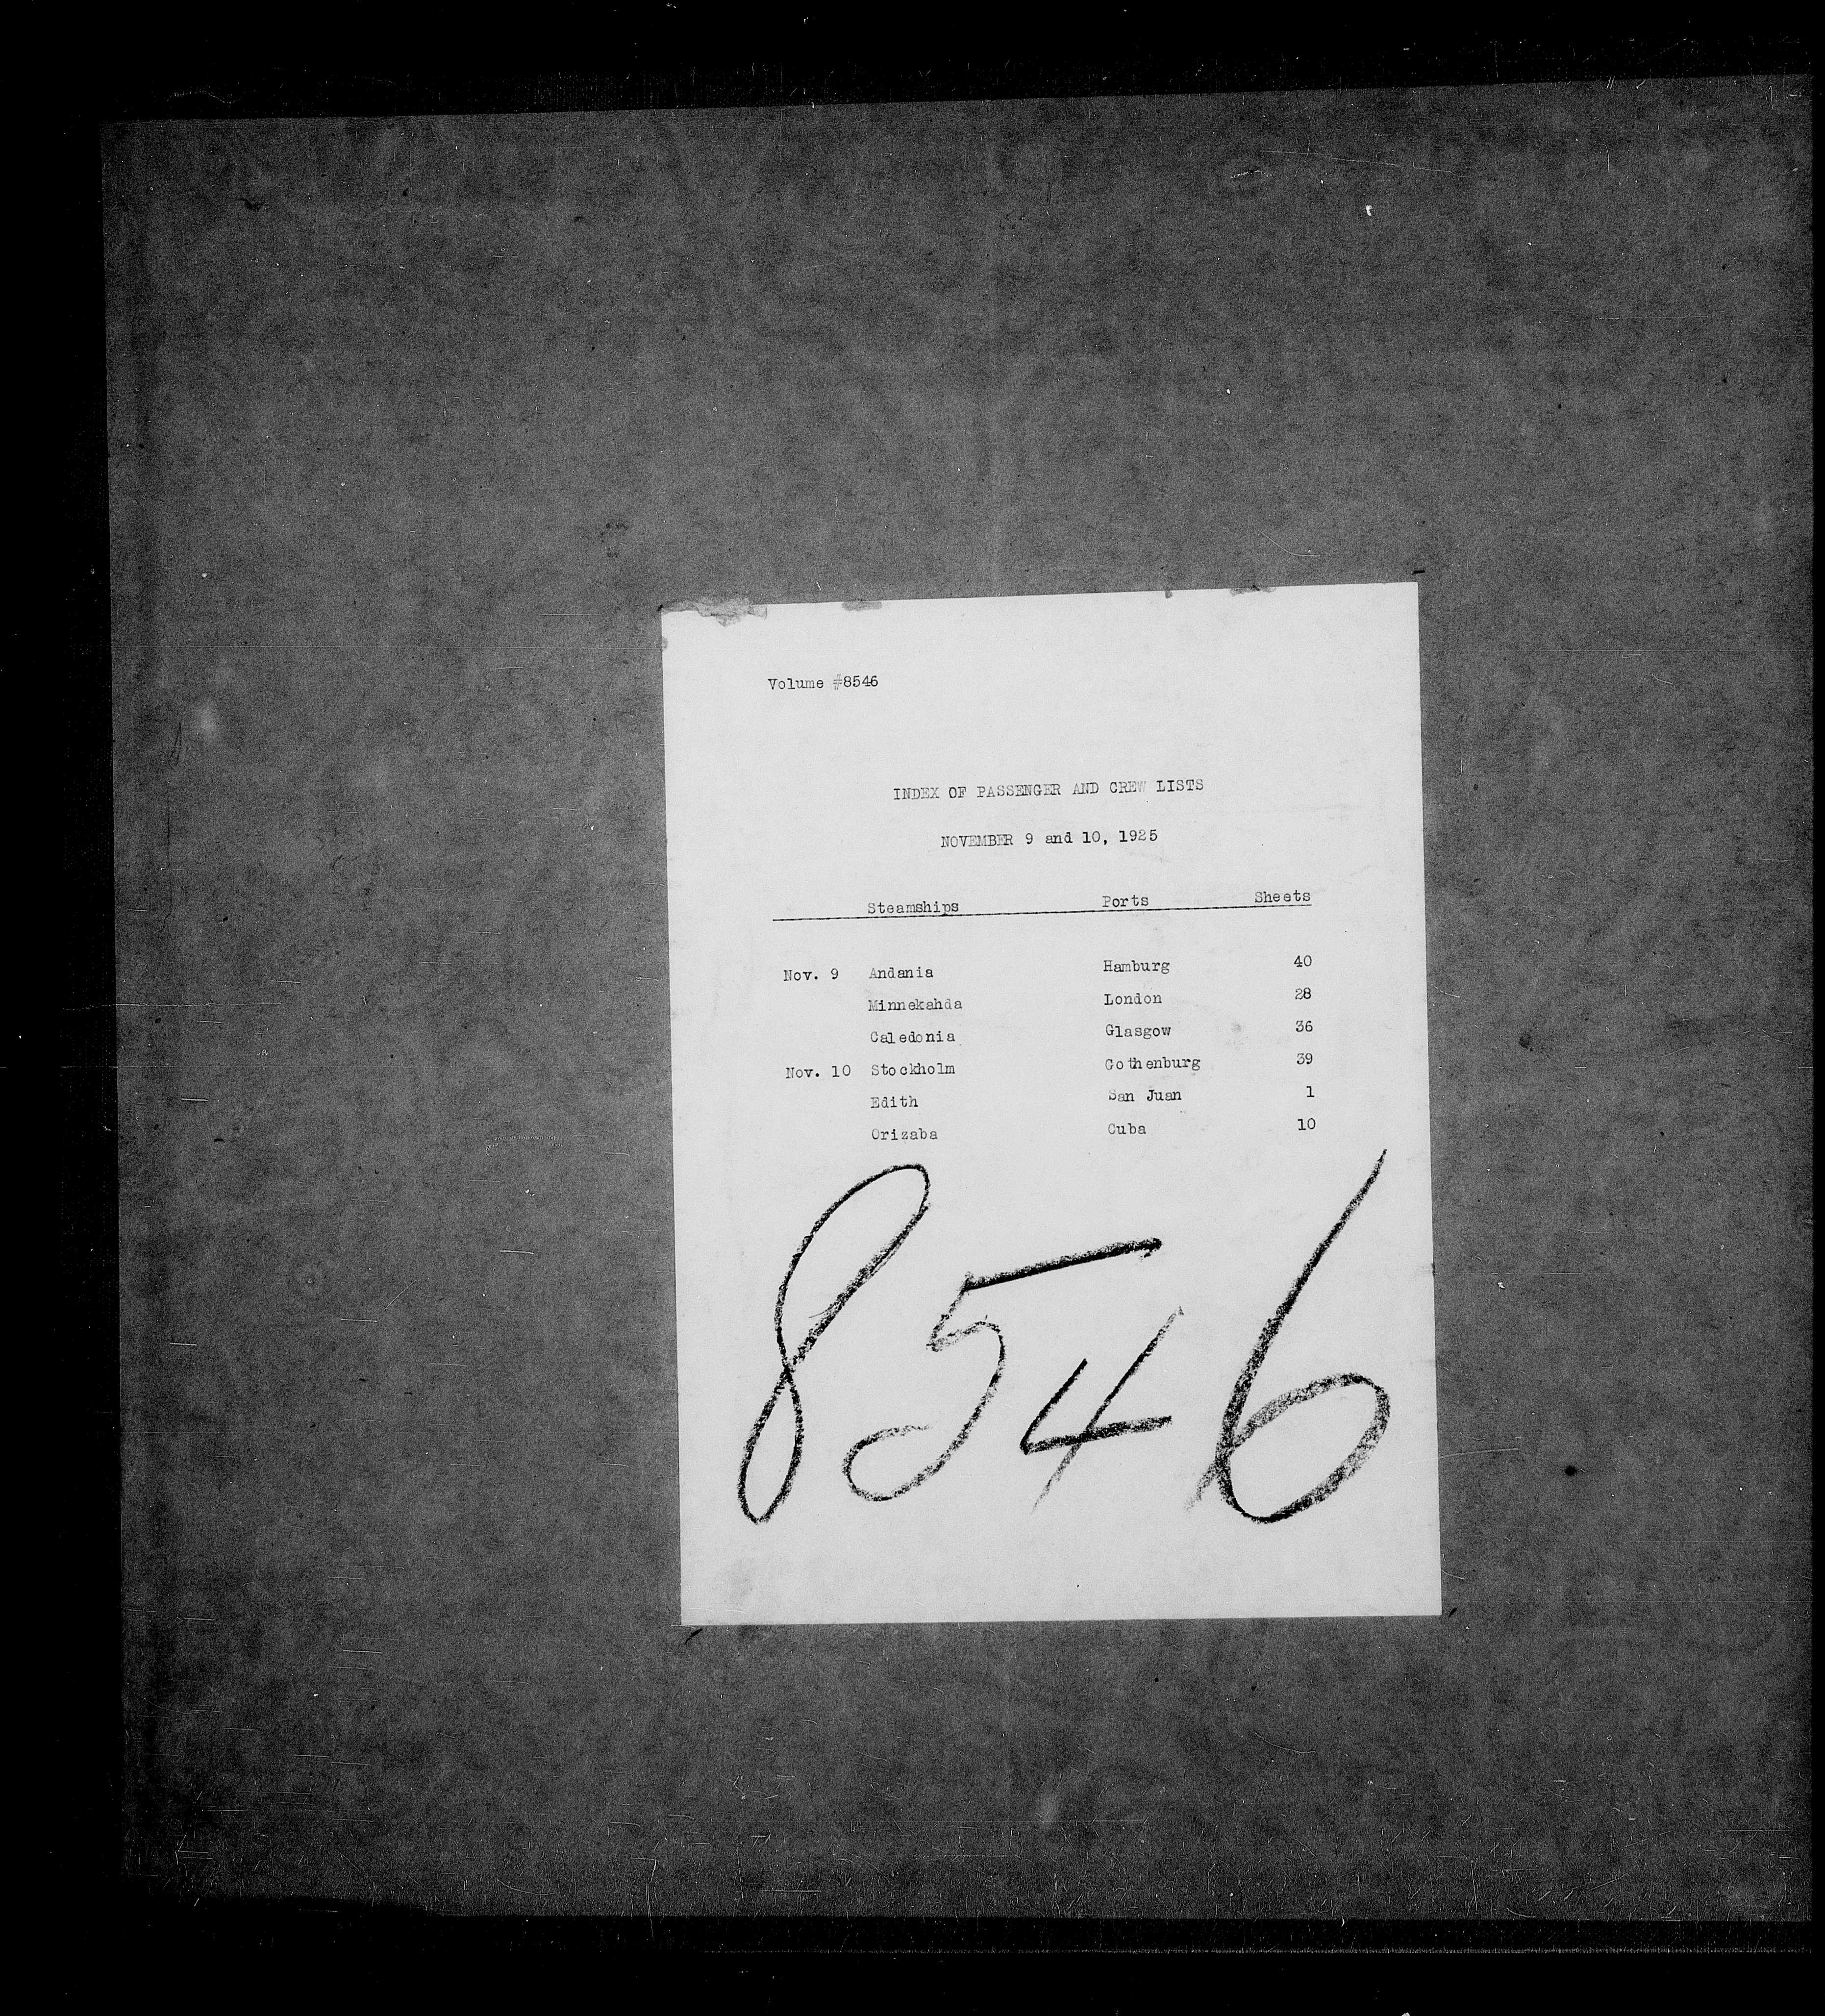 Volume #8546
INDEX OF PASSENGER AND CREW LISTS
NOVEMBER 9 and 10, 1925
Steamships Ports Sheets
Nov. 9 Andania Hamburg 40
Minnekahda London 28
Caledonia Glasgow 36
Nov. 10 Stockholm Gothenburg 39
Edith San Juan 1
Orizaba Cuba 10
8546